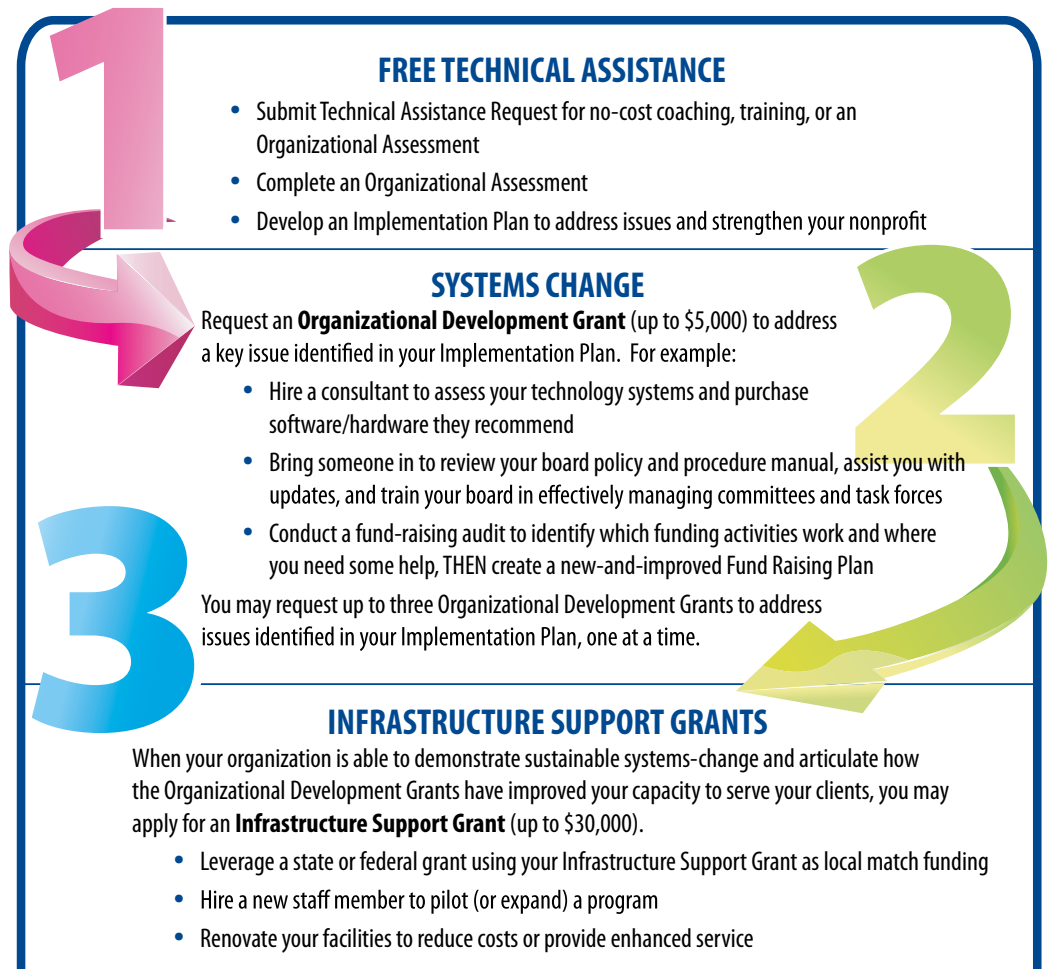 1
FREE TECHNICAL ASSISTANCE
• Submit Technical Assistance Request for no-cost coaching, training, or an
Organizational Assessment
• Complete an Organizational Assessment
• Develop an Implementation Plan to address issues and strengthen your nonprofit
2
SYSTEMS CHANGE
Request an Organizational Development Grant (up to $5,000) to address
a key issue identified in your Implementation Plan.  For example:
• Hire a consultant to assess your technology systems and purchase
software/hardware they recommend
• Bring someone in to review your board policy and procedure manual, assist you with
updates, and train your board in effectively managing committees and task forces
• Conduct a fund-raising audit to identify which funding activities work and where
you need some help, THEN create a new-and-improved Fund Raising Plan
You may request up to three Organizational Development Grants to address
issues identified in your Implementation Plan, one at a time.
3
INFRASTRUCTURE SUPPORT GRANTS
When your organization is able to demonstrate sustainable systems-change and articulate how
the Organizational Development Grants have improved your capacity to serve your clients, you may
apply for an Infrastructure Support Grant (up to $30,000).
• Leverage a state or federal grant using your Infrastructure Support Grant as local match funding
• Hire a new staff member to pilot (or expand) a program
• Renovate your facilities to reduce costs or provide enhanced service